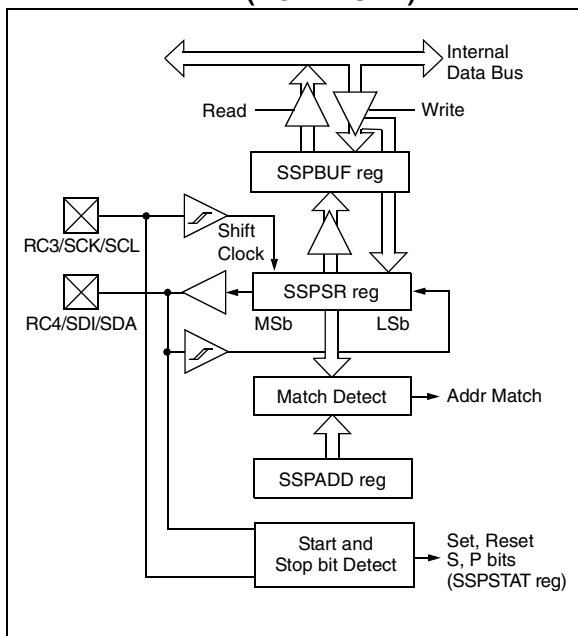 Internal
Data Bus
Read
Write
SSPBUF reg
RC3/SCK/SCL
Shift
Clock
SSPSR reg
RC4/SDI/SDA
MSb
LSb
Match Detect
Addr Match
SSPADD reg
Start and
Stop bit Detect
Set, Reset
S, P bits
(SSPSTAT reg)